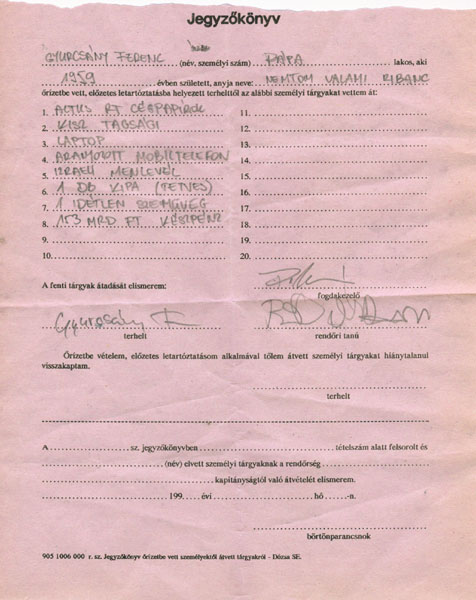 Jegyzőkönyv
GYURCSÁNY FERENC (név, személyi szám) PÁPA lakos, aki
1959 évben született, anyja neve: NEMTOM VALAMI RIBANC
őrizetbe vett, előzetes letartóztatásba helyezett terhelttől az alábbi személyi tárgyakat vettem át:
1. ALTUS RT CÉGPAPÍROK 11.
2. KISZ TAGSÁGI 12.
3. LAPTOP 13.
4. ARANYOZOTT MOBILTELEFON 14.
5. IZRAELI MENLEVÉL 15.
6. 1 DB KIPA (TETVES) 16.
7. 1 IDÉTLEN SZEMÜVEG 17.
8. 153 MRD FT KÉSZPÉNZ 18.
9. 19.
10. 20.
A fenti tárgyak átadását elismerem:
fogdakezelő
Gyurcsány F
terhelt rendőri tanú
Őrizetbe vételem, előzetes letartóztatásom alkalmával tőlem átvett személyi tárgyakat hiánytalanul
visszakaptam.
terhelt
A sz. jegyzőkönyvben tételszám alatt felsorolt és
(név) elvett személyi tárgyaknak a rendőrség
kapitányságtól való átvételét elismerem.
199 évi hó -n.
börtönparancsnok
905 1006 000 r. sz. Jegyzőkönyv őrizetbe vett személyektől átvett tárgyakról - Dózsa SE.